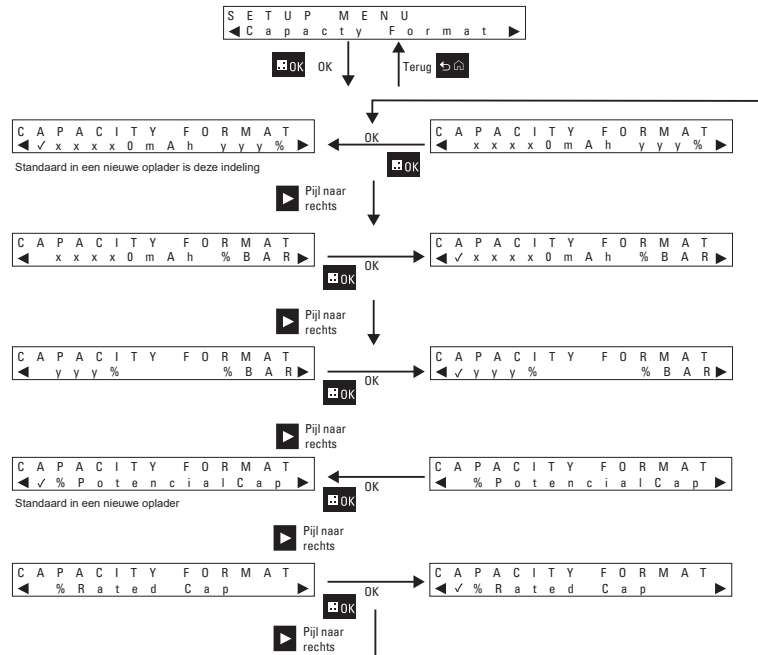 SETUP MENU
◀Capacty Format▶
OK OK
Terug
CAPACITY FORMAT
◀✓xxxx0mAh yyy%▶
Standaard in een nieuwe oplader is deze indeling
OK
OK
CAPACITY FORMAT
◀ xxxx0mAh yyy%▶
Pijl naar
rechts
CAPACITY FORMAT
◀ xxxx0mAh %BAR▶
OK
OK
CAPACITY FORMAT
◀✓xxxx0mAh %BAR▶
Pijl naar
rechts
CAPACITY FORMAT
◀ yyy% %BAR▶
OK
OK
CAPACITY FORMAT
◀✓yyy% %BAR▶
Pijl naar
rechts
CAPACITY FORMAT
◀✓%PotencialCap▶
Standaard in een nieuwe oplader
OK
OK
CAPACITY FORMAT
◀ %PotencialCap▶
Pijl naar
rechts
CAPACITY FORMAT
◀ %Rated Cap ▶
OK
OK
CAPACITY FORMAT
◀✓%Rated Cap ▶
Pijl naar
rechts